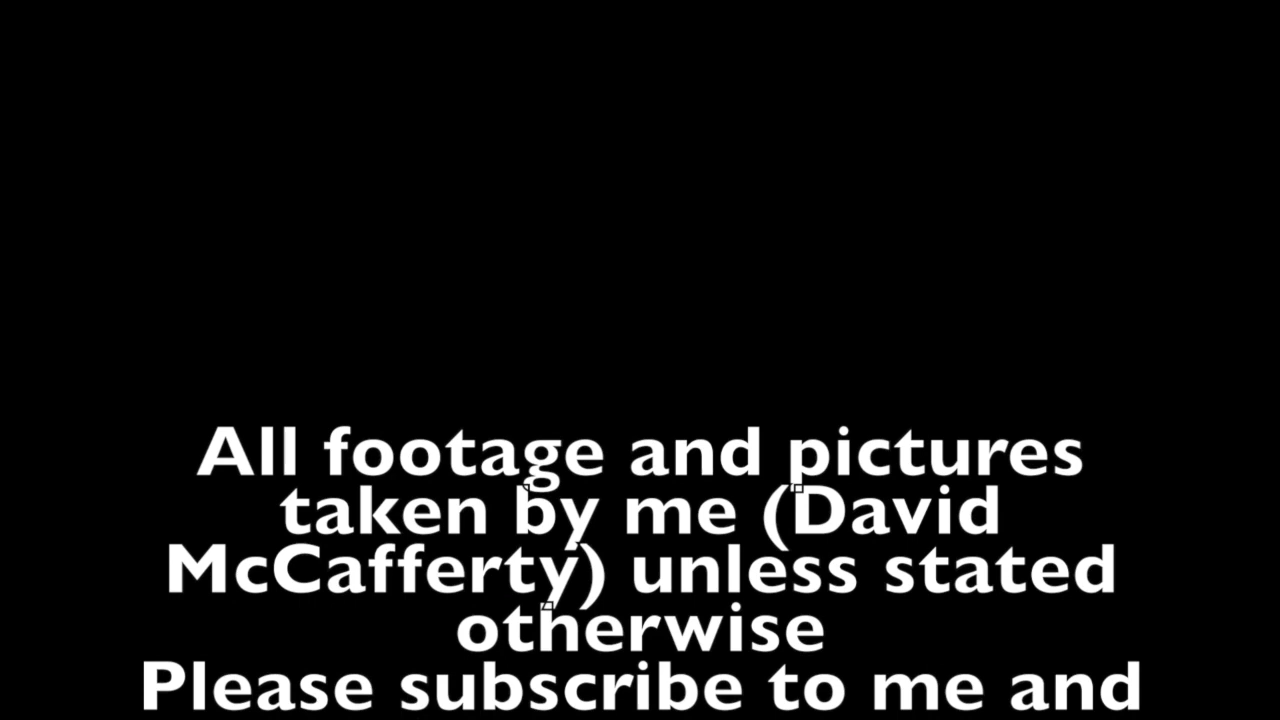 All footage and pictures
taken by me (David
McCafferty) unless stated
otherwise
Please subscribe to me and